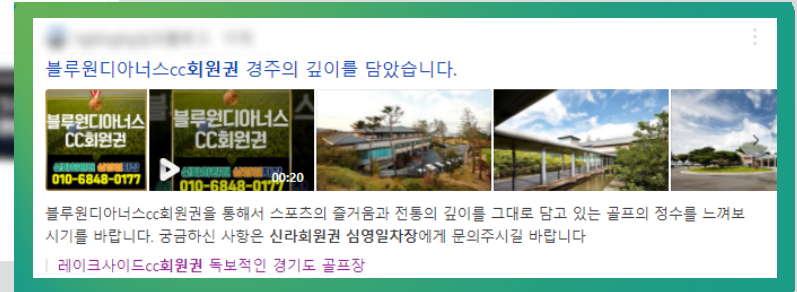 블루원디아너스cc회원권 경주의 깊이를 담았습니다.
블루원디아너스
CC회원권
010-6848-0177
블루원디아너스
CC회원권
010-6848-0177
00:20
블루원디아너스cc회원권을 통해서 스포츠의 즐거움과 전통의 깊이를 그대로 담고 있는 골프의 정수를 느껴보
시기를 바랍니다. 궁금하신 사항은 신라회원권 심영일차장에게 문의주시길 바랍니다
레이크사이드cc회원권 독보적인 경기도 골프장